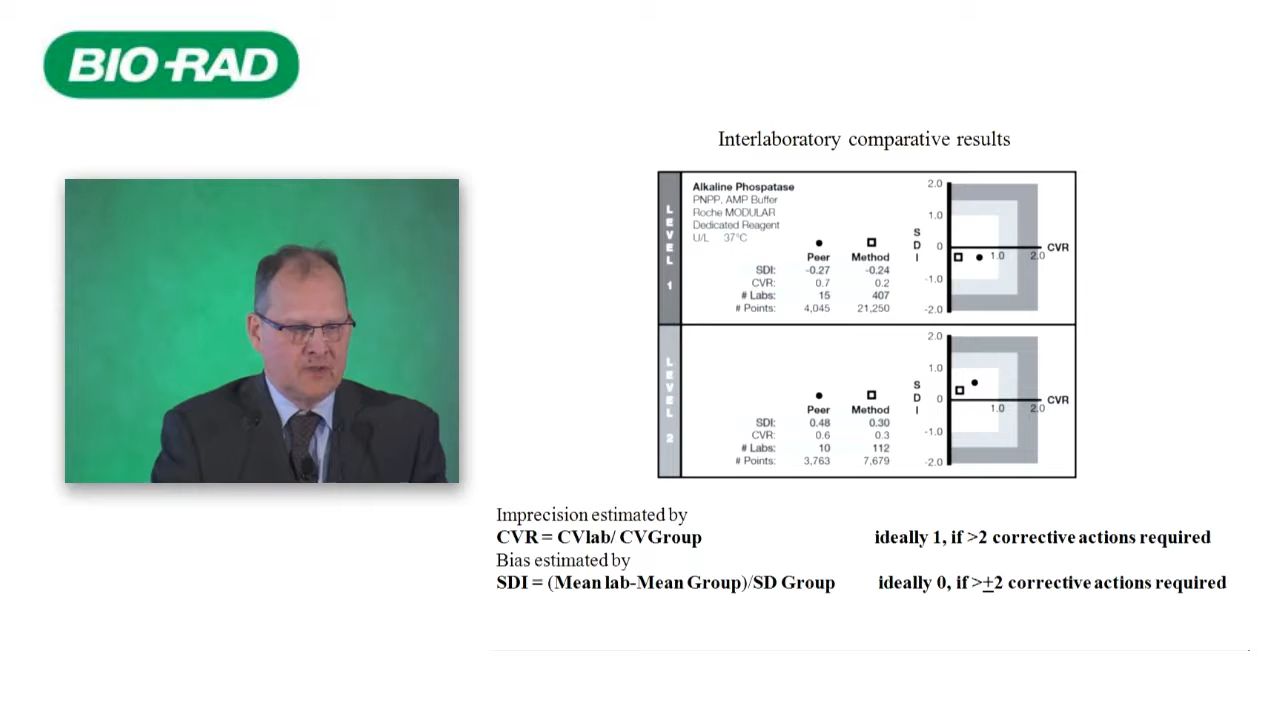 BIO-RAD
Interlaboratory comparative results
LEVEL 1
Alkaline Phospatase
PNPP, AMP Buffer
Roche MODULAR
Dedicated Reagent
U/L 37°C
Peer Method
SDI: -0.27 -0.24
CVR: 0.7 0.2
# Labs: 15 407
# Points: 4,045 21,250
SDI
2.0
1.0
0
-1.0
-2.0
1.0 2.0 CVR
LEVEL 2
Peer Method
SDI: 0.48 0.30
CVR: 0.6 0.3
# Labs: 10 112
# Points: 3,763 7,679
SDI
2.0
1.0
0
-1.0
-2.0
1.0 2.0 CVR
Imprecision estimated by
CVR = CVlab/ CVGroup ideally 1, if >2 corrective actions required
Bias estimated by
SDI = (Mean lab-Mean Group)/SD Group ideally 0, if >±2 corrective actions required